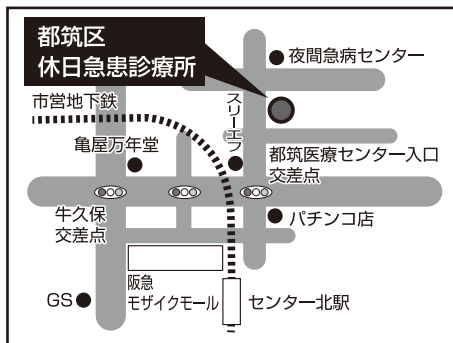 都筑区
休日急患診療所
夜間急病センター
市営地下鉄
スリーエフ
亀屋万年堂
都筑医療センター入口
交差点
牛久保
交差点
パチンコ店
阪急
モザイクモール
GS
センター北駅